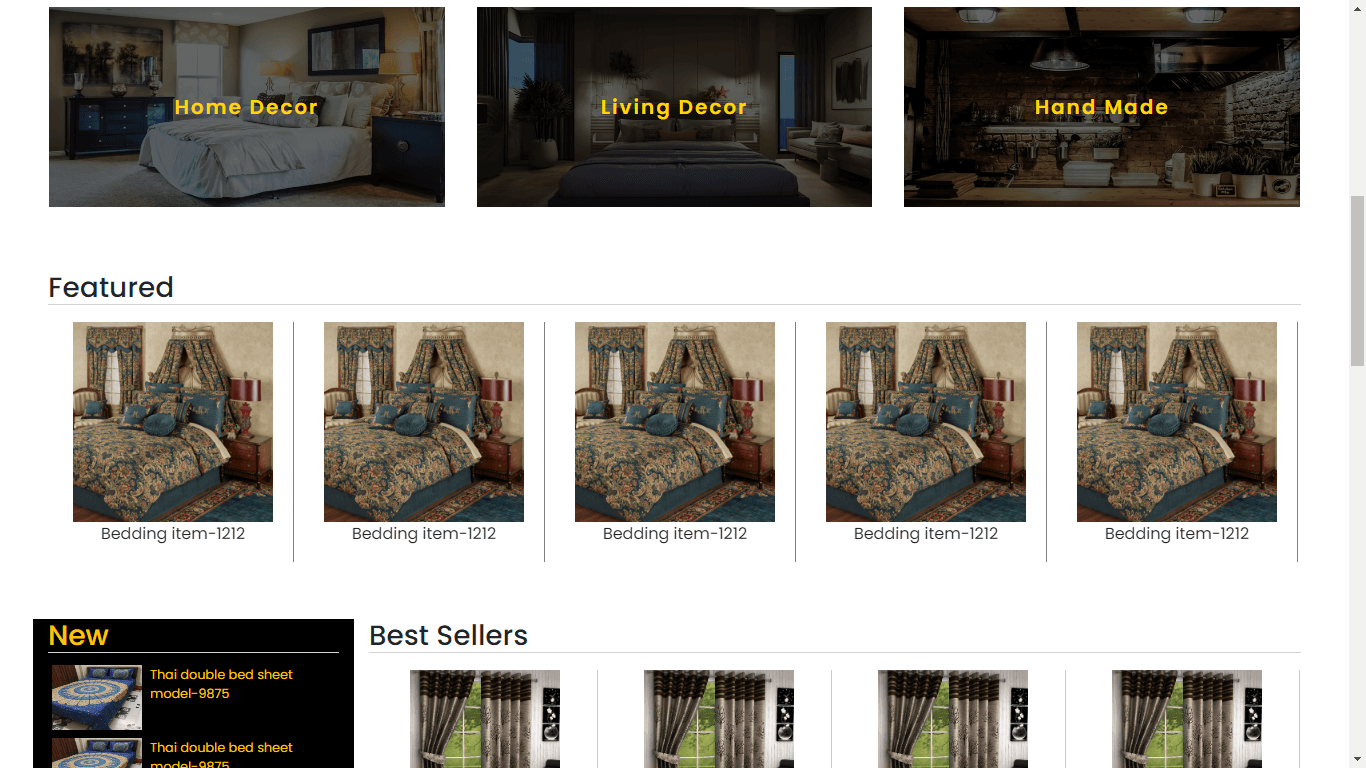 Home Decor
Living Decor
Hand Made
Featured
Bedding item-1212
Bedding item-1212
Bedding item-1212
Bedding item-1212
Bedding item-1212
New
Thai double bed sheet
model-9875
Thai double bed sheet
model-9875
Best Sellers